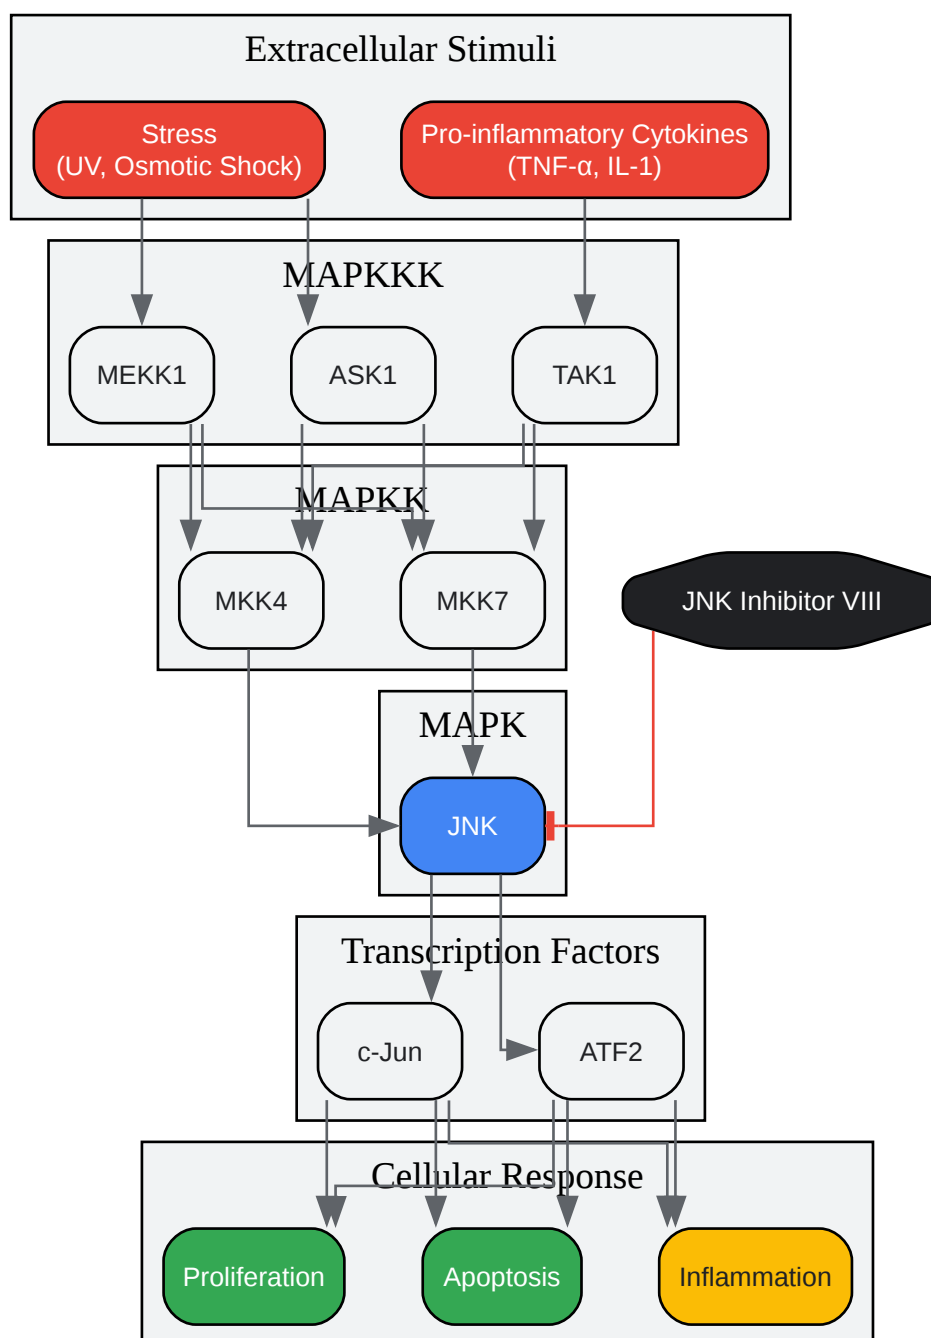 Extracellular Stimuli
Stress
(UV, Osmotic Shock)
Pro-inflammatory Cytokines
(TNF-α, IL-1)
MAPKKK
MEKK1
ASK1
TAK1
MAPKK
MKK4
MKK7
JNK Inhibitor VIII
MAPK
JNK
Transcription Factors
c-Jun
ATF2
Cellular Response
Proliferation
Apoptosis
Inflammation